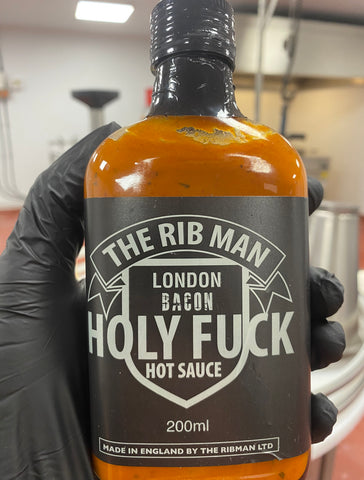 THE RIB MAN
LONDON
BACON
HOLY FUCK
HOT SAUCE
200ml
MADE IN ENGLAND BY THE RIBMAN LTD